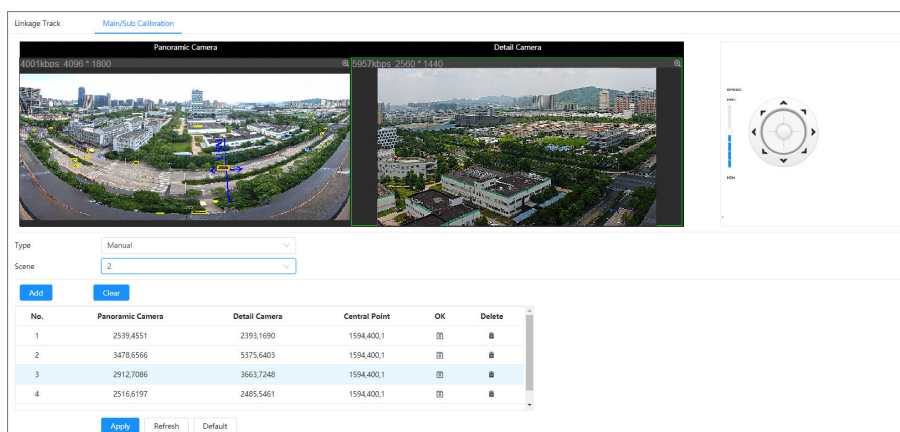 Linkage Track Main/Sub Calibration
Panoramic Camera Detail Camera
4001kbps 4096 * 1800 5957kbps 2560 * 1440
SPEED:
MAX
MIN
Type Manual
Scene 2
Add Clear
No. Panoramic Camera Detail Camera Central Point OK Delete
1 2539,4551 2393,1690 1594,400,1
2 3478,6566 5375,6403 1594,400,1
3 2912,7086 3663,7248 1594,400,1
4 2516,6197 2485,5461 1594,400,1
Apply Refresh Default